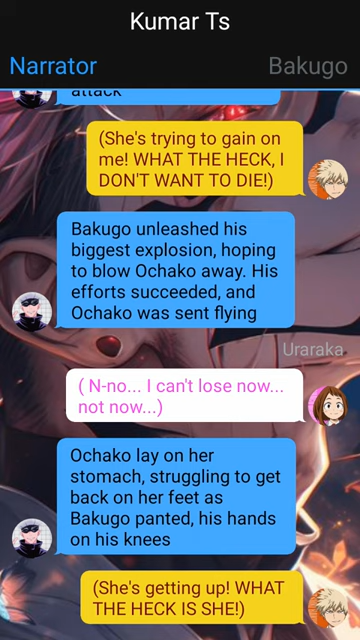 Kumar Ts
Narrator
Bakugo
attack
(She's trying to gain on
me! WHAT THE HECK, I
DON'T WANT TO DIE!)
Bakugo unleashed his
biggest explosion, hoping
to blow Ochako away. His
efforts succeeded, and
Ochako was sent flying
Uraraka
( N-no... I can't lose now...
not now...)
Ochako lay on her
stomach, struggling to get
back on her feet as
Bakugo panted, his hands
on his knees
(She's getting up! WHAT
THE HECK IS SHE!)